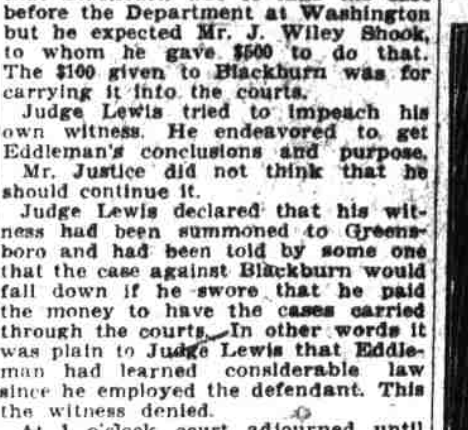 before the Department at Washington
but he expected Mr. J. Wiley Shook,
to whom he gave $500 to do that.
The $100 given to Blackburn was for
carrying it into the courts.
Judge Lewis tried to impeach his
own witness. He endeavored to get
Eddleman's conclusions and purpose.
Mr. Justice did not think that he
should continue it.
Judge Lewis declared that his wit-
ness had been summoned to Greens-
boro and had been told by some one
that the case against Blackburn would
fall down if he swore that he paid
the money to have the cases carried
through the courts. In other words it
was plain to Judge Lewis that Eddle-
man had learned considerable law
since he employed the defendant. This
the witness denied.
At 1 o'clock court adjourned until